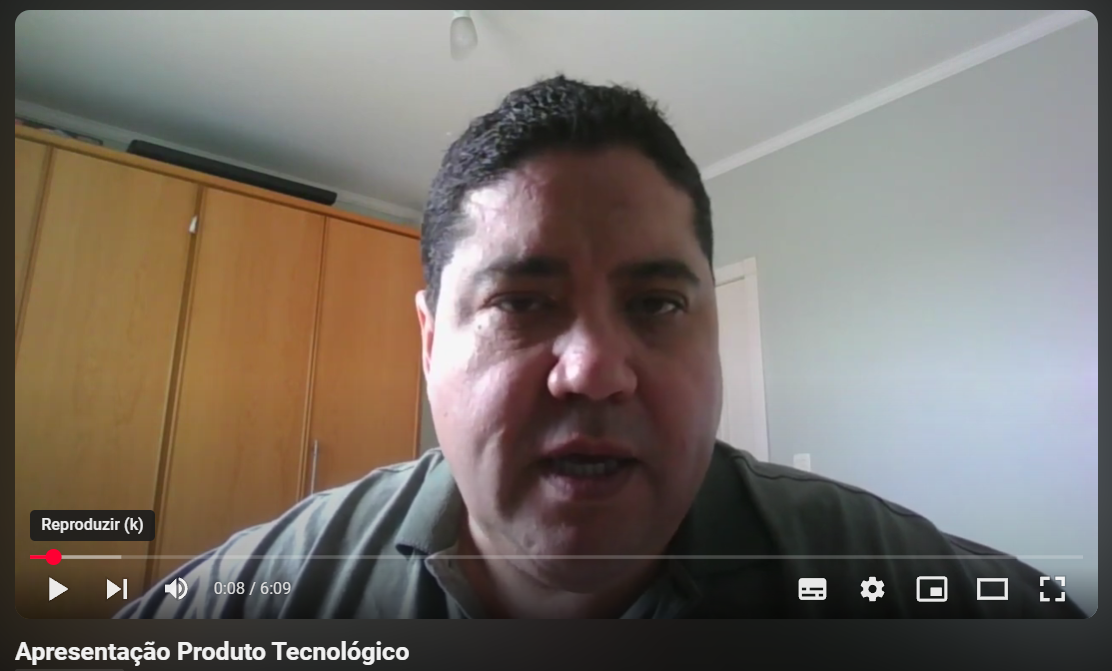 Reproduzir (k)
0:08 / 6:09
Apresentação Produto Tecnológico